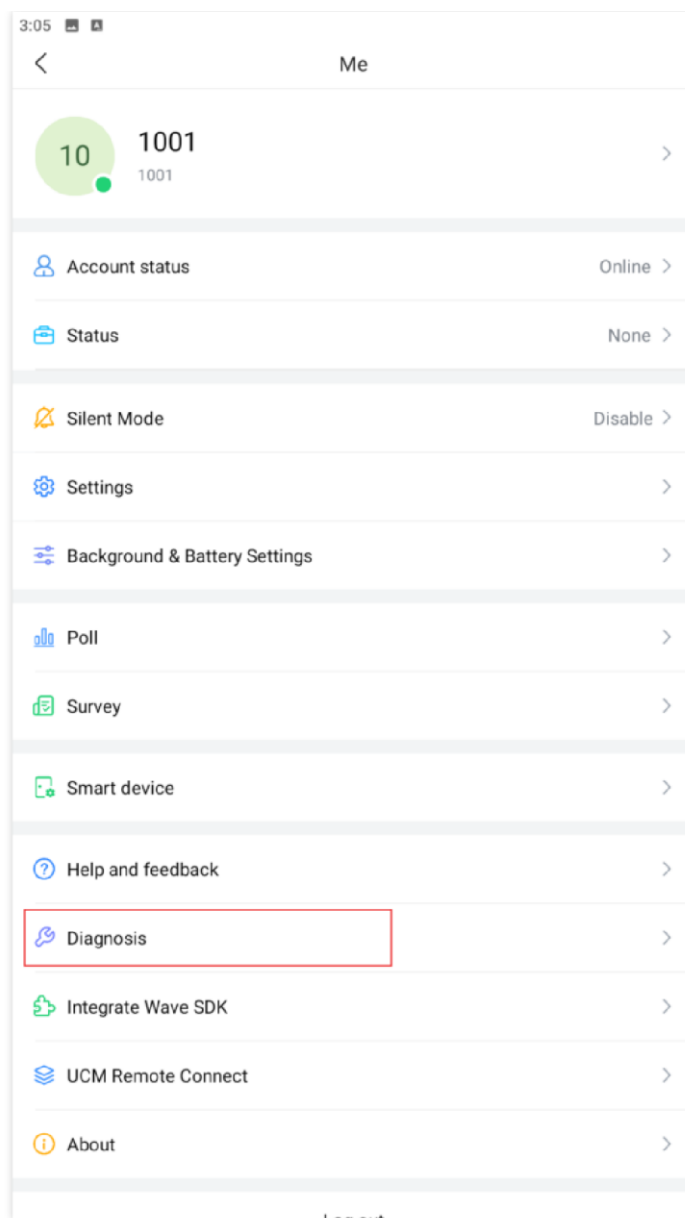 3:05
Me
10
1001
1001
Account status Online
Status None
Silent Mode Disable
Settings
Background & Battery Settings
Poll
Survey
Smart device
Help and feedback
Diagnosis
Integrate Wave SDK
UCM Remote Connect
About